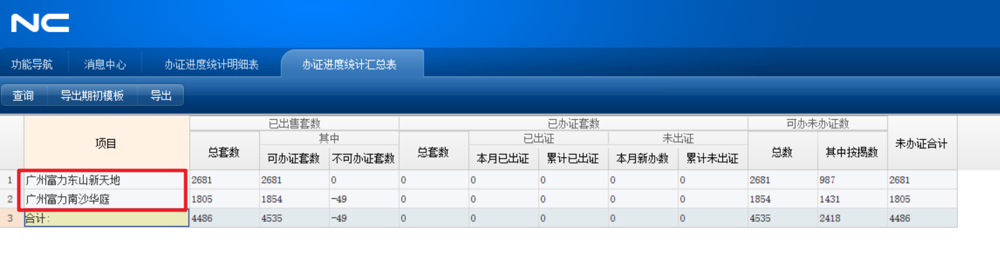 NC
功能导航 消息中心 办证进度统计明细表 办证进度统计汇总表
查询 导出期初模板 导出
项目 已出售套数 已办证套数 可办未办证数 未办证合计
总套数 其中 总套数 已出证 未出证 总数 其中按揭数
可办证套数 不可办证套数 本月已出证 累计已出证 本月新办数 累计未出证
1 广州富力东山新天地 2681 2681 0 0 0 0 0 0 2681 987 2681
2 广州富力南沙华庭 1805 1854 -49 0 0 0 0 0 1854 1431 1805
3 合计: 4486 4535 -49 0 0 0 0 0 4535 2418 4486